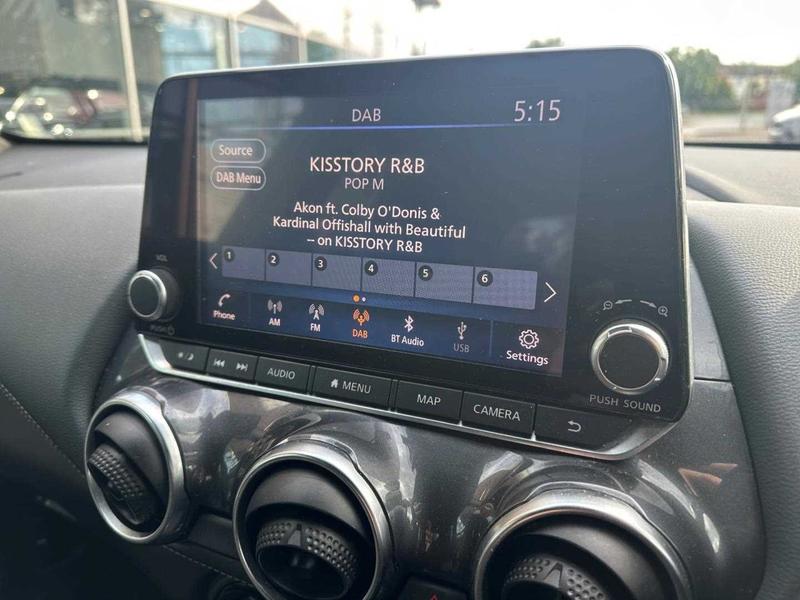 DAB
5:15
Source
DAB Menu
KISSTORY R&B
POP M
Akon ft. Colby O'Donis &
Kardinal Offishall with Beautiful
– on KISSTORY R&B
1 2 3 4 5 6
Phone AM FM DAB BT Audio USB Settings
VOL
PUSH
PUSH SOUND
AUDIO MENU MAP CAMERA